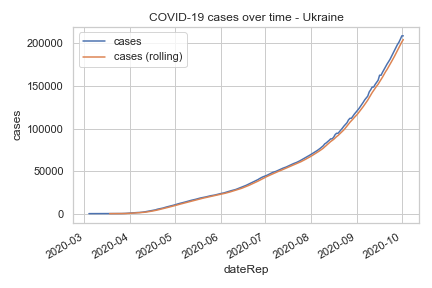 COVID-19 cases over time - Ukraine
cases
cases (rolling)
200000
150000
100000
50000
0
cases
2020-03
2020-04
2020-05
2020-06
2020-07
2020-08
2020-09
2020-10
dateRep